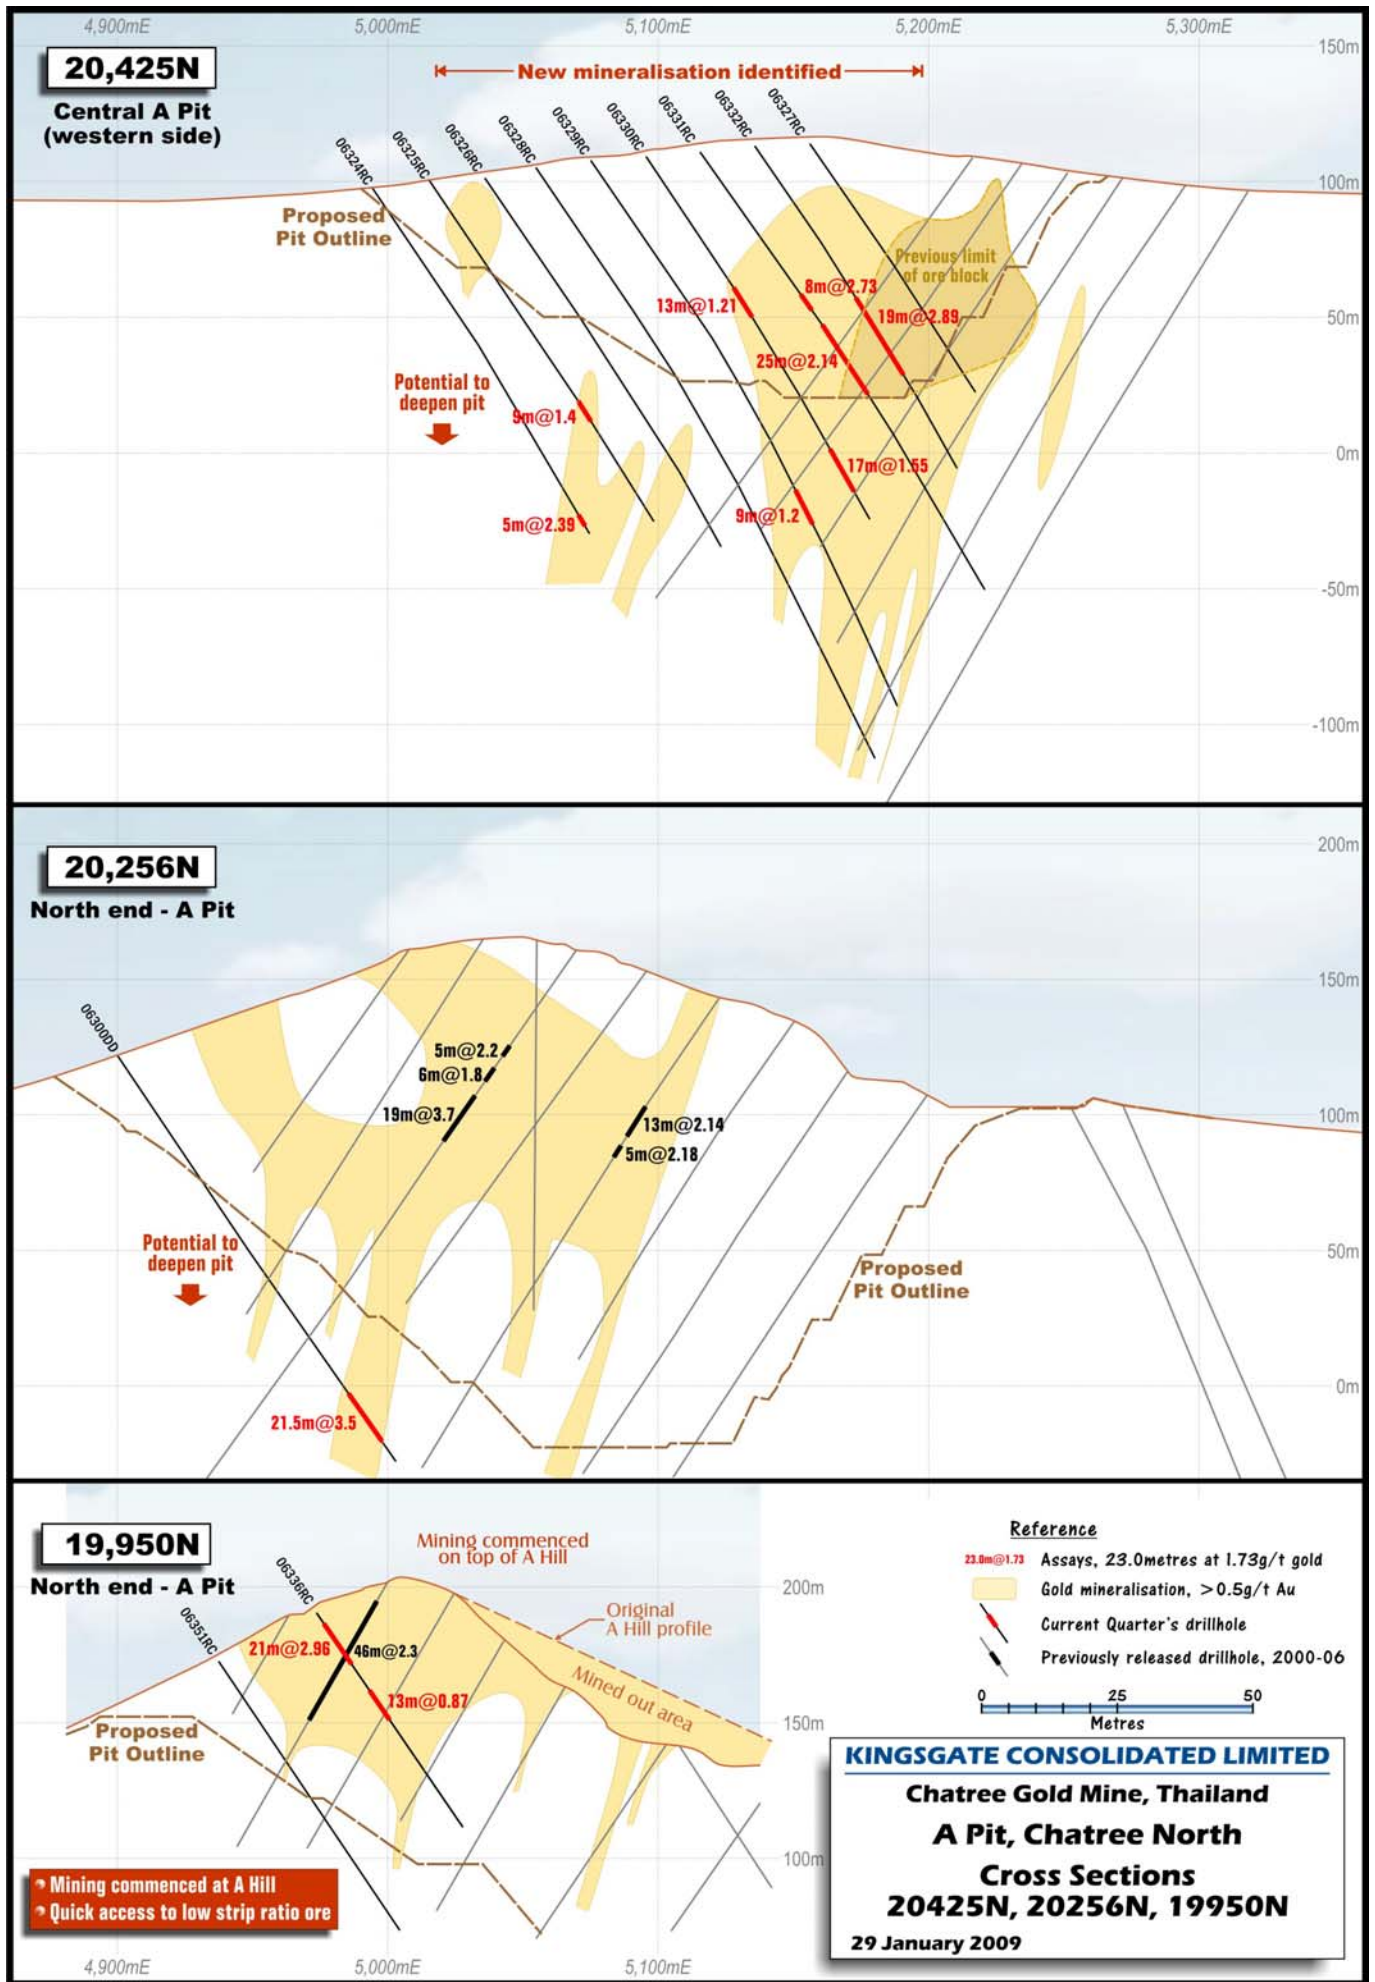 4,900mE 5,000mE 5,100mE 5,200mE 5,300mE
20,425N
Central A Pit
(western side)
New mineralisation identified
150m
06324RC
06325RC
06326RC
06328RC
06329RC
06330RC
06331RC
06332RC
06327RC
100m
Proposed
Pit Outline
Previous limit
of ore block
8m@2.73
13m@1.21
19m@2.89
50m
25m@2.14
Potential to
deepen pit
9m@1.4
0m
17m@1.55
9m@1.2
5m@2.39
-50m
-100m
20,256N
North end - A Pit
200m
150m
06300DD
5m@2.2
6m@1.8
19m@3.7
13m@2.14
5m@2.18
100m
Potential to
deepen pit
50m
Proposed
Pit Outline
0m
21.5m@3.5
19,950N
North end - A Pit
Mining commenced
on top of A Hill
06336RC
06351RC
200m
Original
A Hill profile
21m@2.96
46m@2.3
Mined out area
13m@0.87
150m
Proposed
Pit Outline
100m
Mining commenced at A Hill
Quick access to low strip ratio ore
4,900mE 5,000mE 5,100mE
Reference
23.0m@1.73 Assays, 23.0metres at 1.73g/t gold
Gold mineralisation, >0.5g/t Au
Current Quarter's drillhole
Previously released drillhole, 2000-06
0 25 50
Metres
KINGSGATE CONSOLIDATED LIMITED
Chatree Gold Mine, Thailand
A Pit, Chatree North
Cross Sections
20425N, 20256N, 19950N
29 January 2009